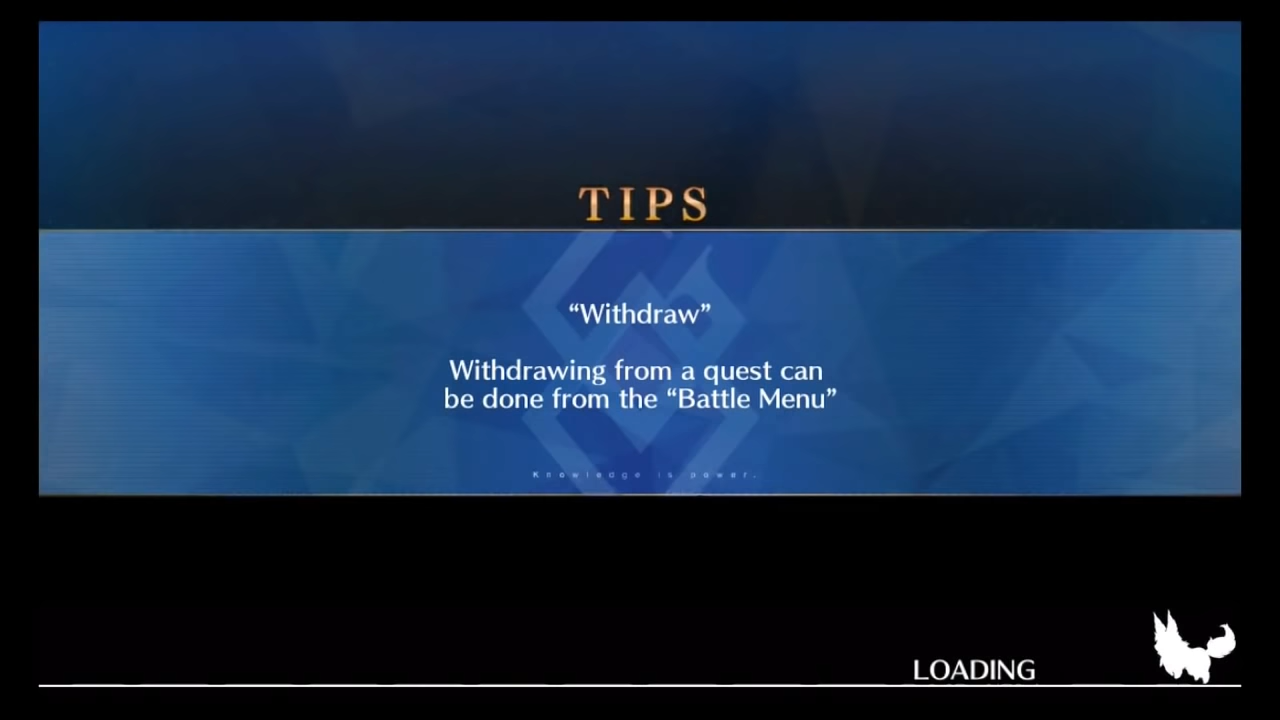 TIPS
“Withdraw”
Withdrawing from a quest can
be done from the “Battle Menu”
Knowledge is power.
LOADING